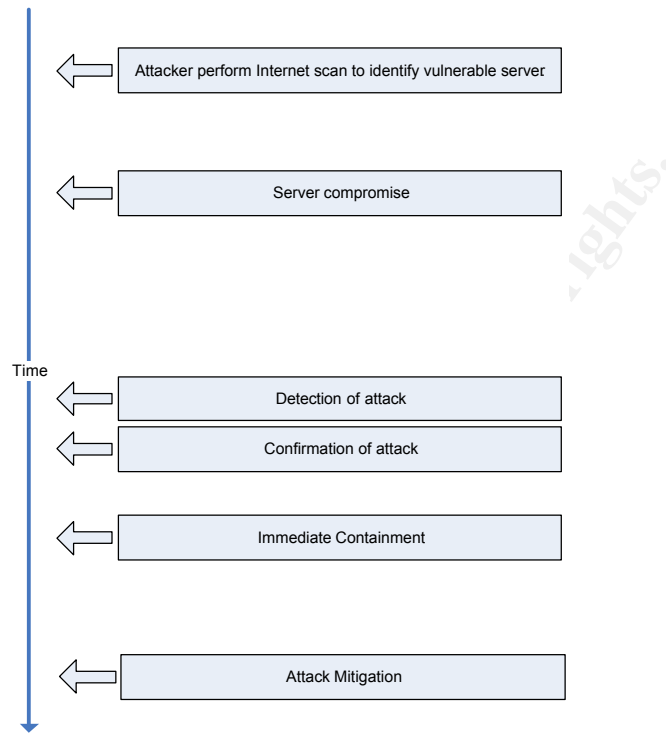 Attacker perform Internet scan to identify vulnerable server
Server compromise
Time
Detection of attack
Confirmation of attack
Immediate Containment
Attack Mitigation